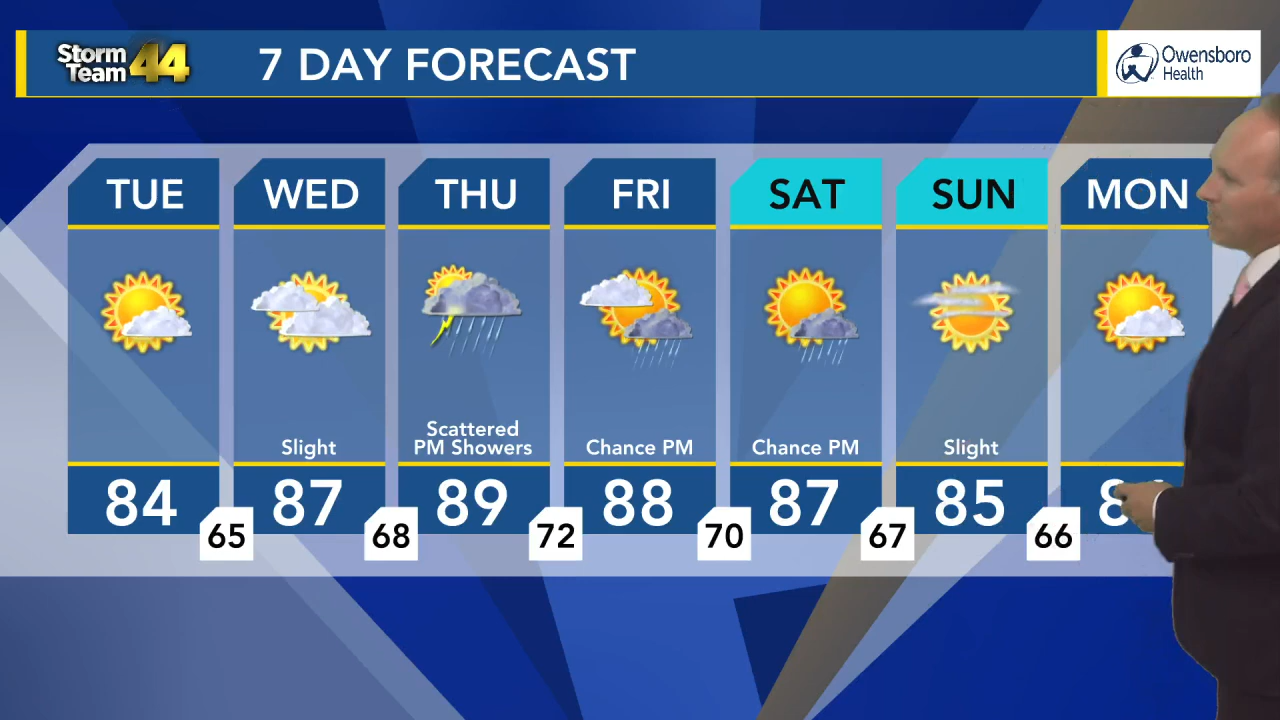 Storm
Team 44
7 DAY FORECAST
Owensboro
Health
TUE WED THU FRI SAT SUN MON
Slight
Scattered
PM Showers
Chance PM
Chance PM
Slight
84 87 89 88 87 85
65 68 72 70 67 66